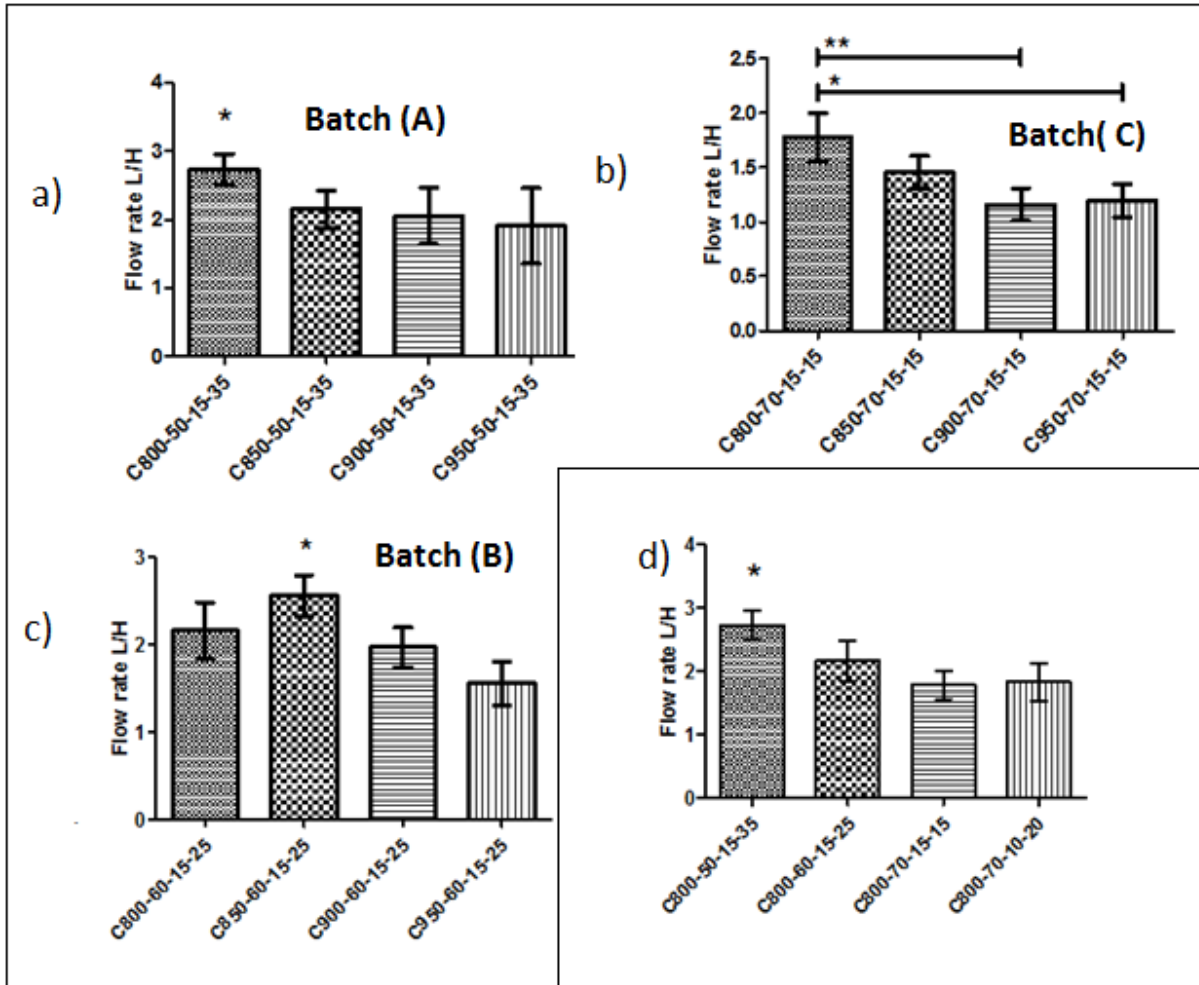 a)
Batch (A)
*
Flow rate L/H
4
3
2
1
0
C800-50-15-35
C850-50-15-35
C900-50-15-35
C950-50-15-35
b)
Batch( C)
**
*
Flow rate L/H
2.5
2.0
1.5
1.0
0.5
0.0
C800-70-15-15
C850-70-15-15
C900-70-15-15
C950-70-15-15
c)
Batch (B)
*
Flow rate L/H
3
2
1
0
C800-60-15-25
C850-60-15-25
C900-60-15-25
C950-60-15-25
d)
*
Flow rate L/H
4
3
2
1
0
C800-50-15-35
C800-60-15-25
C800-70-15-15
C800-70-10-20